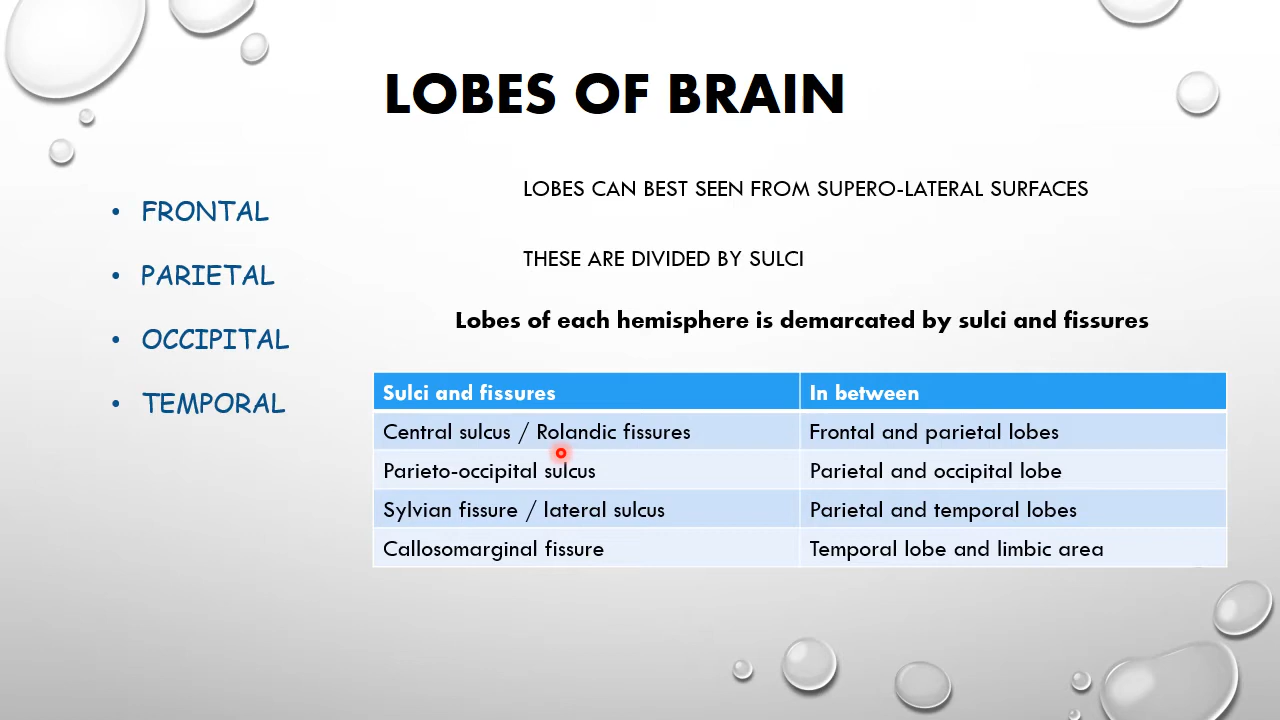 LOBES OF BRAIN
• FRONTAL
• PARIETAL
• OCCIPITAL
• TEMPORAL
LOBES CAN BEST SEEN FROM SUPERO-LATERAL SURFACES
THESE ARE DIVIDED BY SULCI
Lobes of each hemisphere is demarcated by sulci and fissures
Sulci and fissures In between
Central sulcus / Rolandic fissures Frontal and parietal lobes
Parieto-occipital sulcus Parietal and occipital lobe
Sylvian fissure / lateral sulcus Parietal and temporal lobes
Callosomarginal fissure Temporal lobe and limbic area